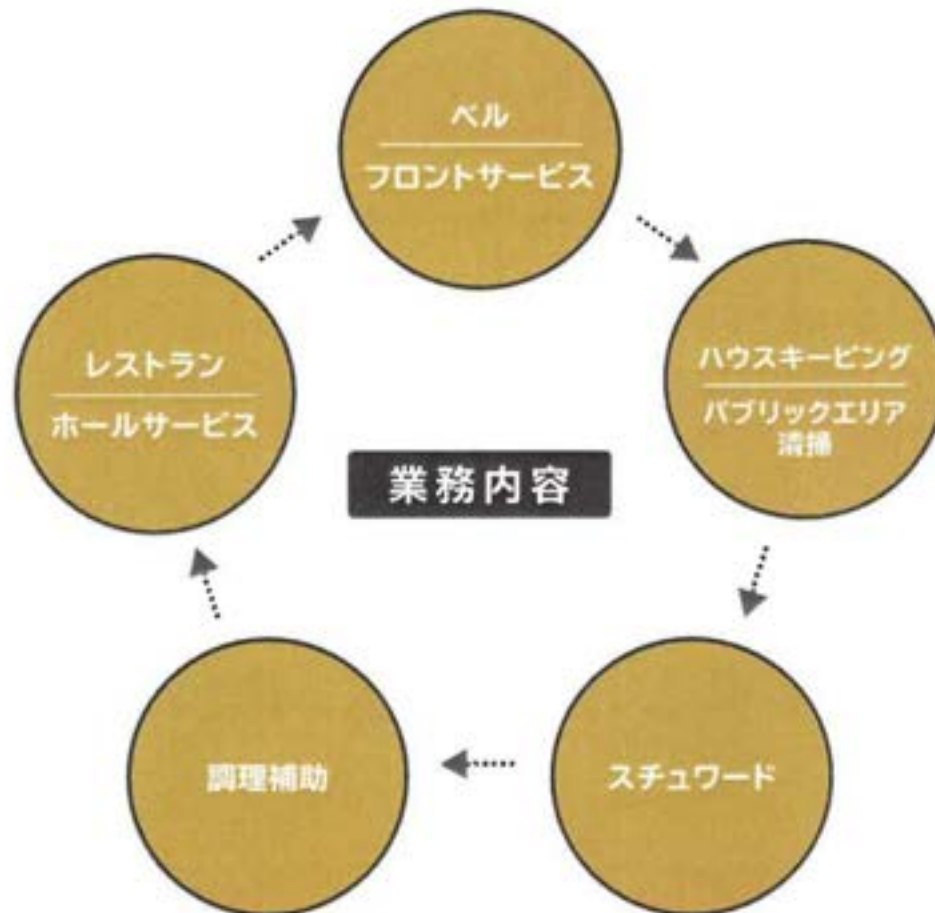 ベル
フロントサービス
ハウスキーピング
パブリックエリア
清掃
スチュワード
調理補助
レストラン
ホールサービス
業務内容